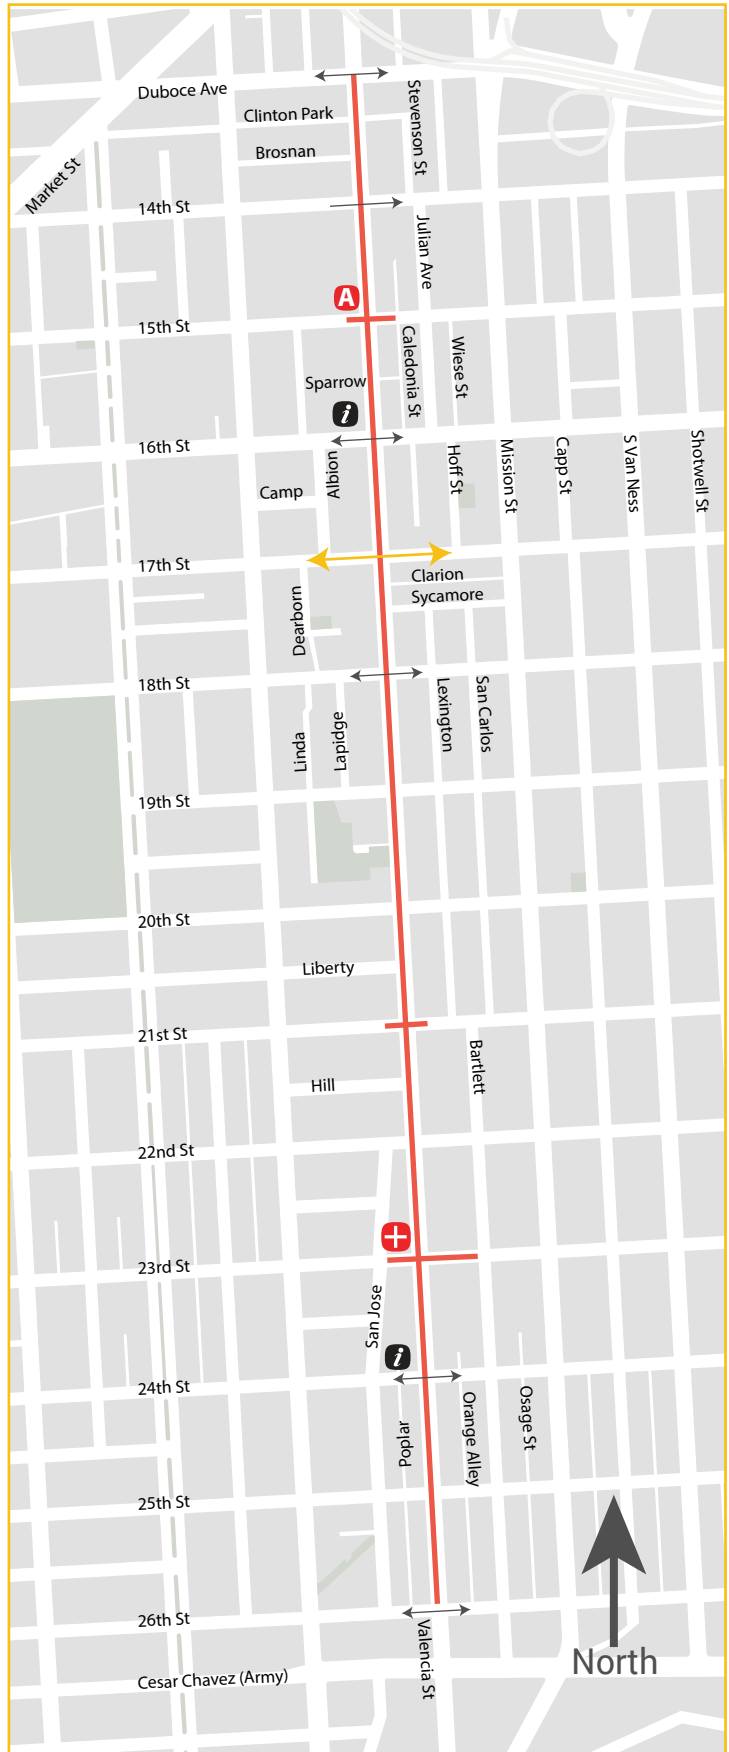 Duboce Ave
Clinton Park
Stevenson St
Brosnan
Market St
14th St
Julian Ave
A
15th St
Caledonia St
Wiese St
Sparrow
i
16th St
Albion
Hoff St
Mission St
Capp St
S Van Ness
Shotwell St
Camp
17th St
Clarion
Sycamore
Dearborn
18th St
Lexington
San Carlos
Linda
Lapidge
19th St
20th St
Liberty
21st St
Bartlett
Hill
22nd St
23rd St
San Jose
i
24th St
Poplar
Orange Alley
Osage St
25th St
26th St
Valencia St
North
Cesar Chavez (Army)